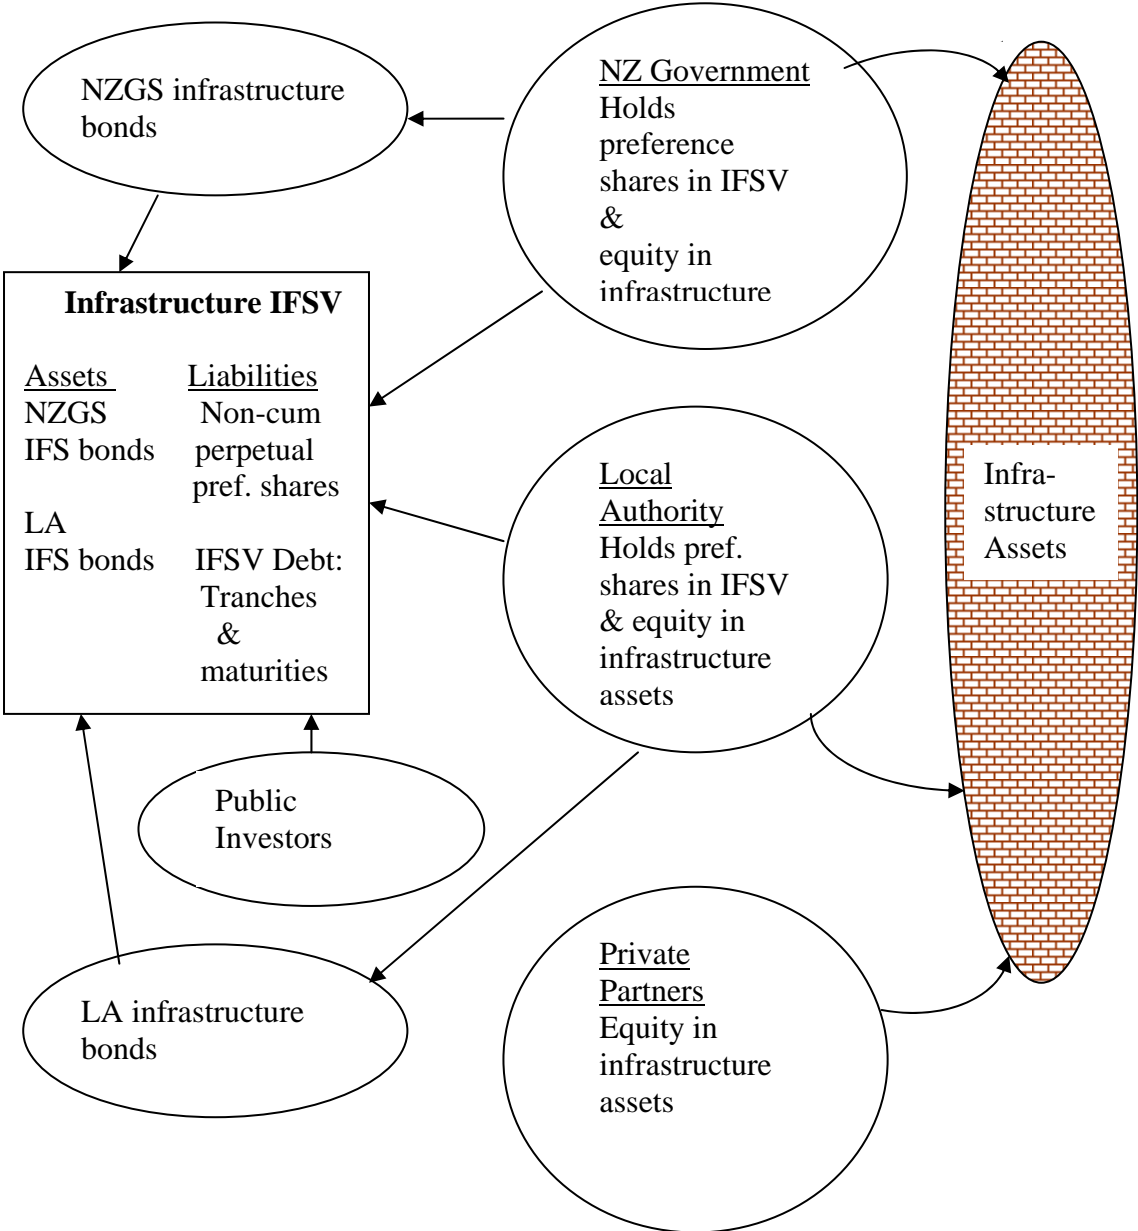 NZGS infrastructure
bonds
NZ Government
Holds
preference
shares in IFSV
&
equity in
infrastructure
Infrastructure IFSV
Assets
NZGS
IFS bonds
LA
IFS bonds
Liabilities
Non-cum
perpetual
pref. shares
IFSV Debt:
Tranches
&
maturities
Local
Authority
Holds pref.
shares in IFSV
& equity in
infrastructure
assets
Infra-
structure
Assets
Public
Investors
LA infrastructure
bonds
Private
Partners
Equity in
infrastructure
assets